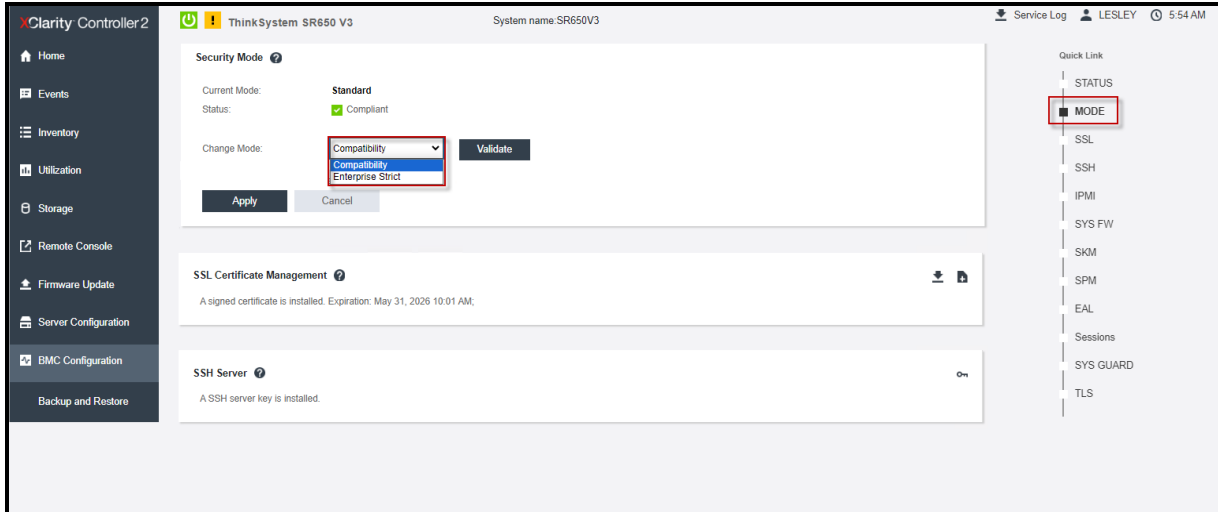 XClarity Controller 2
ThinkSystem SR650 V3
System name:SR650V3
Service Log
LESLEY
5:54 AM
Home
Events
Inventory
Utilization
Storage
Remote Console
Firmware Update
Server Configuration
BMC Configuration
Backup and Restore
Security Mode
Current Mode: Standard
Status: Compliant
Change Mode: Compatibility Validate
Compatibility
Enterprise Strict
Apply Cancel
SSL Certificate Management
A signed certificate is installed. Expiration: May 31, 2026 10:01 AM;
SSH Server
A SSH server key is installed.
Quick Link
STATUS
MODE
SSL
SSH
IPMI
SYS FW
SKM
SPM
EAL
Sessions
SYS GUARD
TLS